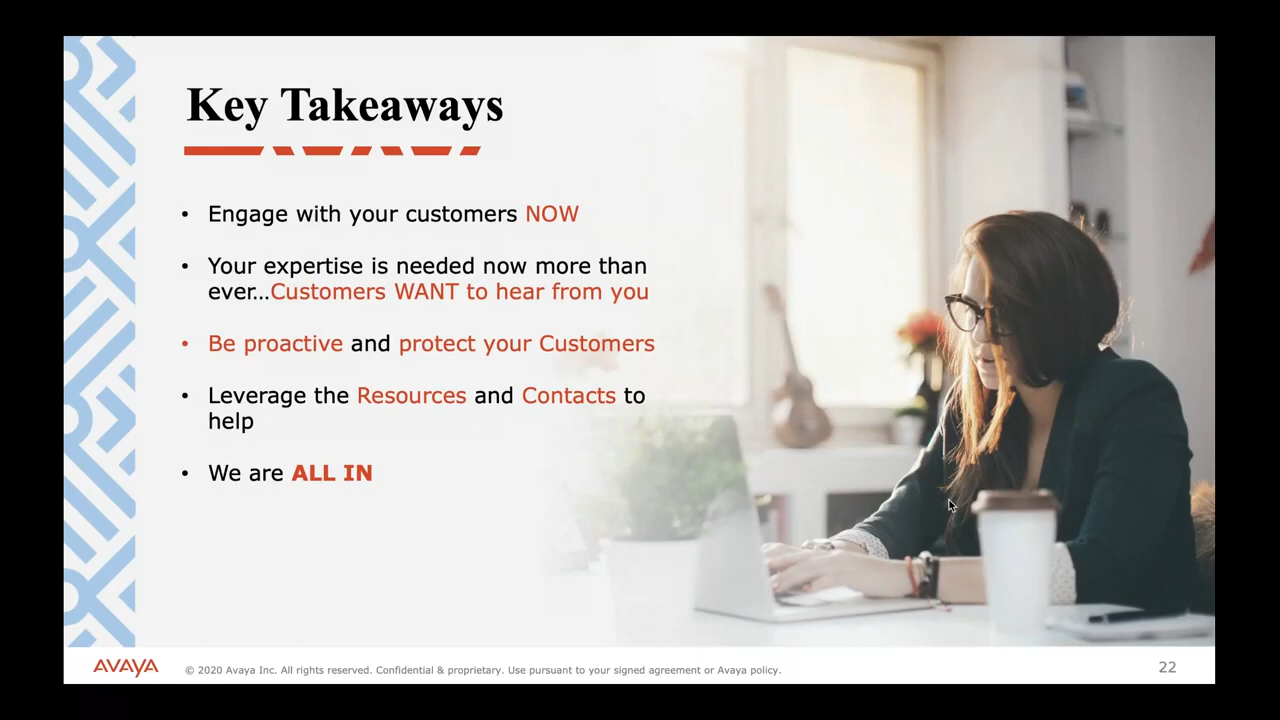 Key Takeaways
• Engage with your customers NOW
• Your expertise is needed now more than
ever…Customers WANT to hear from you
• Be proactive and protect your Customers
• Leverage the Resources and Contacts to
help
• We are ALL IN
AVAYA
© 2020 Avaya Inc. All rights reserved. Confidential & proprietary. Use pursuant to your signed agreement or Avaya policy.
22